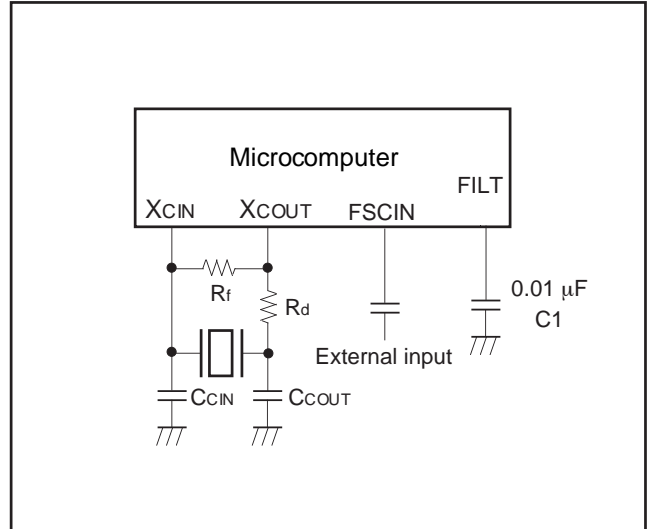 Microcomputer
FILT
XCIN XCOUT FSCIN
Rf
Rd
0.01 μF
C1
External input
CCIN CCOUT